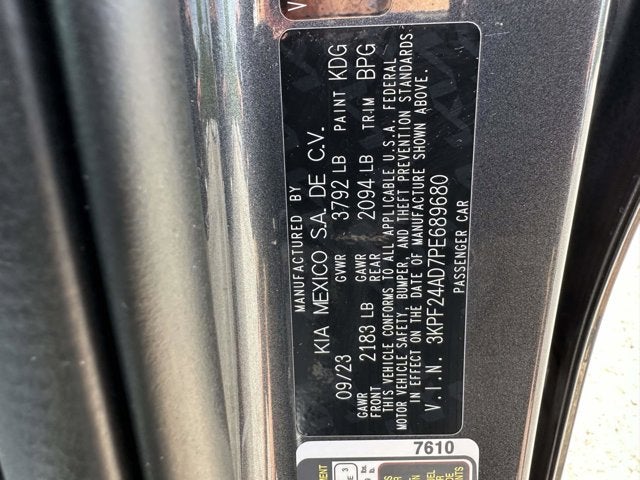 MANUFACTURED BY
KIA MEXICO S.A. DE C.V.
09/23 GVWR 3792 LB PAINT KDG
GAWR FRONT 2183 LB GAWR REAR 2094 LB TRIM BPG
THIS VEHICLE CONFORMS TO ALL APPLICABLE U.S.A. FEDERAL
MOTOR VEHICLE SAFETY, BUMPER, AND THEFT PREVENTION STANDARDS
IN EFFECT ON THE DATE OF MANUFACTURE SHOWN ABOVE.
V.I.N. 3KPF24AD7PE689680
PASSENGER CAR
7610